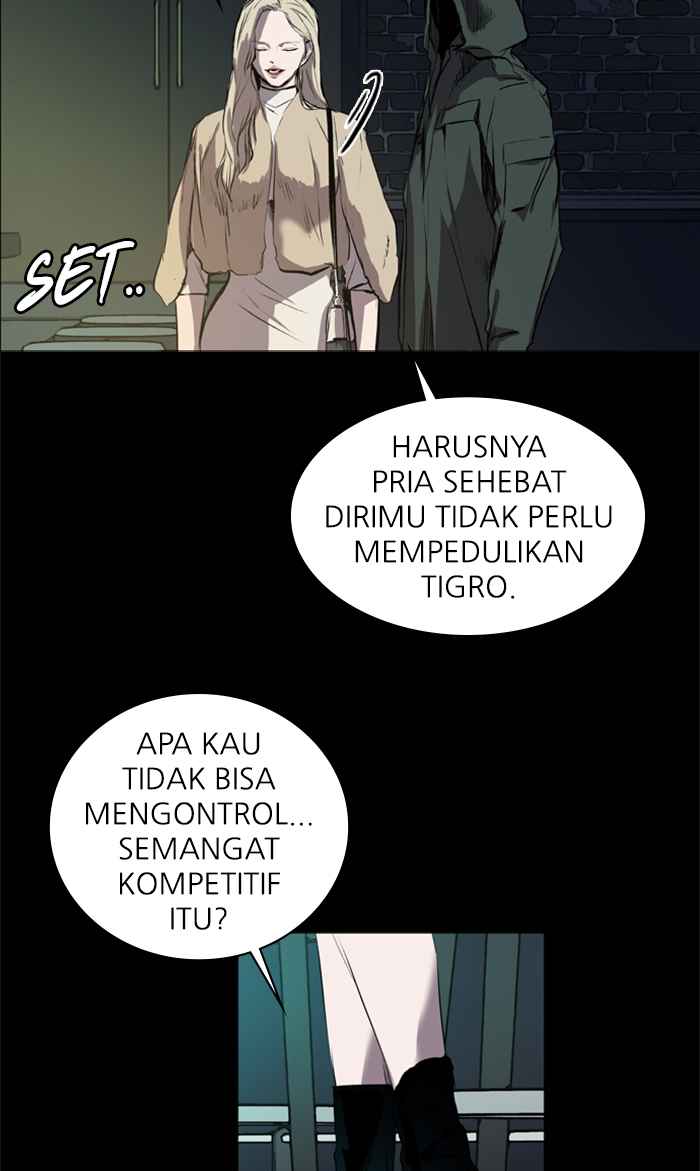 SET..
HARUSNYA
PRIA SEHEBAT
DIRIMU TIDAK PERLU
MEMPEDULIKAN
TIGRO.
APA KAU
TIDAK BISA
MENGONTROL...
SEMANGAT
KOMPETITIF
ITU?